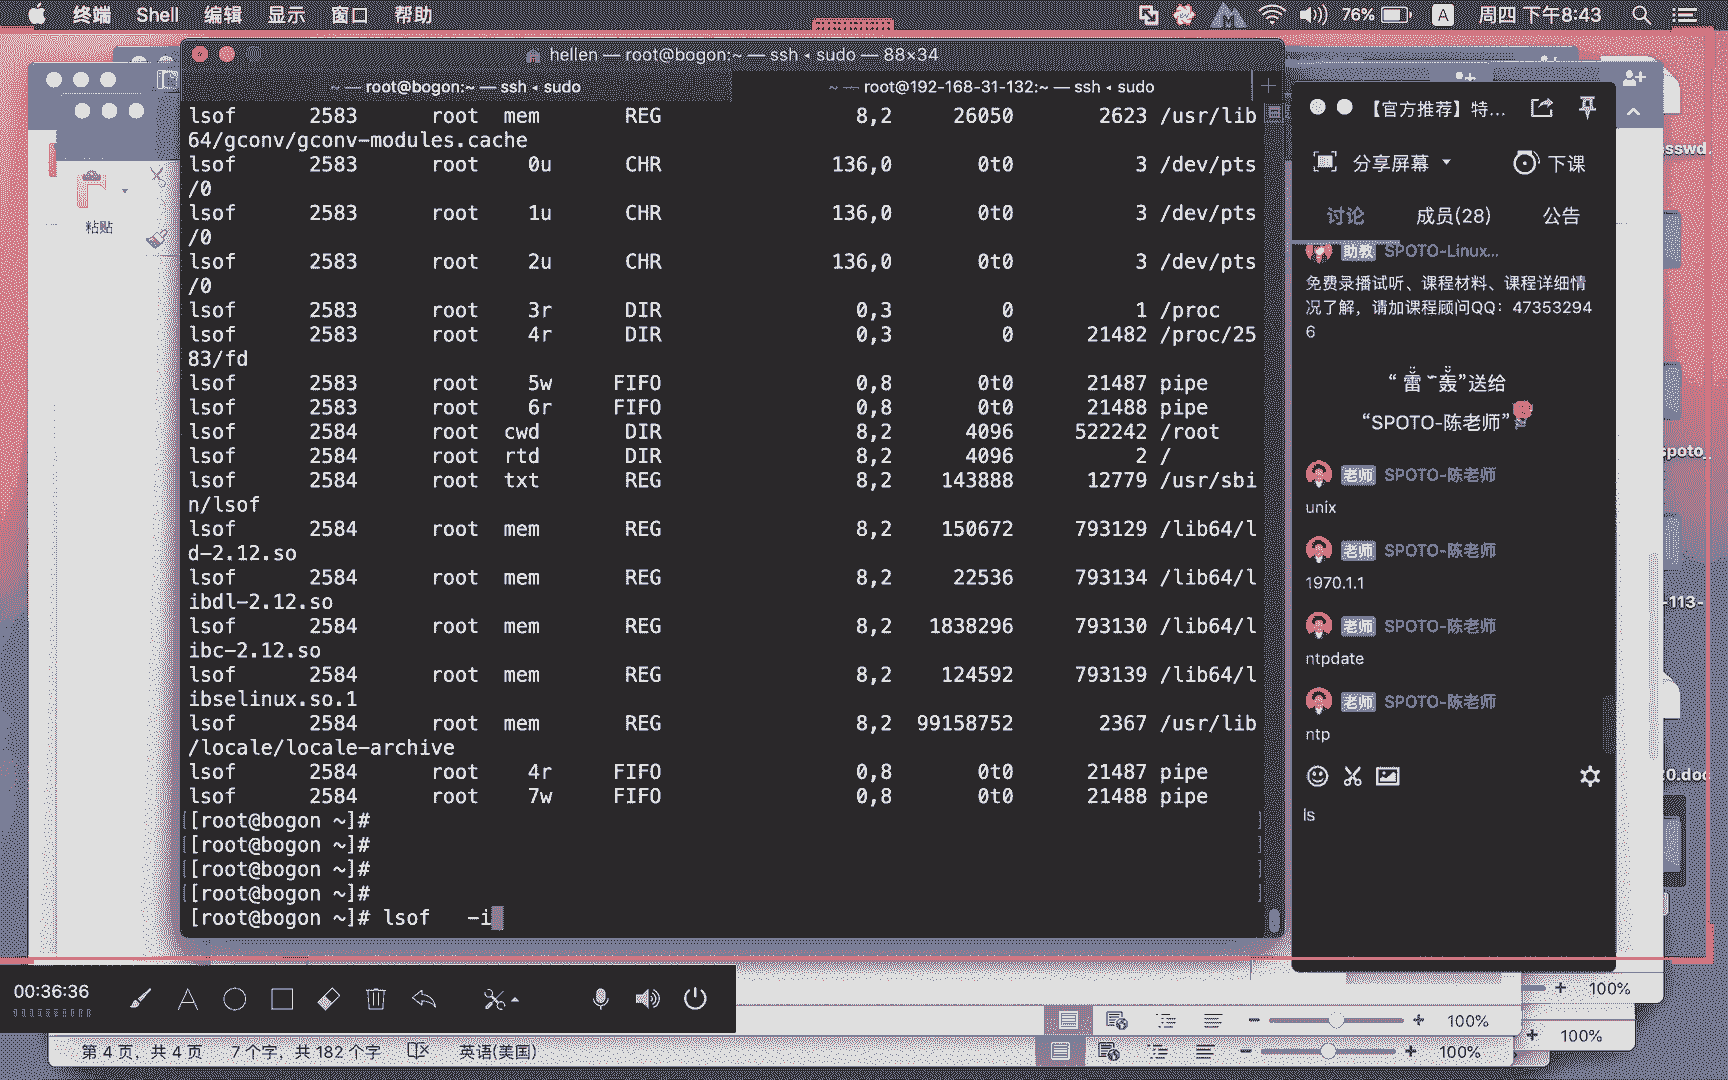 终端 Shell 编辑 显示 窗口 帮助 76% A 周四 下午8:43
hellen — root@bogon:~ — ssh ◂ sudo — 88×34
~ — root@bogon:~ — ssh ◂ sudo
~ — root@192-168-31-132:~ — ssh ◂ sudo
粘贴
lsof 2583 root mem REG 8,2 26050 2623 /usr/lib
64/gconv/gconv-modules.cache
lsof 2583 root 0u CHR 136,0 0t0 3 /dev/pts
/0
lsof 2583 root 1u CHR 136,0 0t0 3 /dev/pts
/0
lsof 2583 root 2u CHR 136,0 0t0 3 /dev/pts
/0
lsof 2583 root 3r DIR 0,3 0 1 /proc
lsof 2583 root 4r DIR 0,3 0 21482 /proc/25
83/fd
lsof 2583 root 5w FIFO 0,8 0t0 21487 pipe
lsof 2583 root 6r FIFO 0,8 0t0 21488 pipe
lsof 2584 root cwd DIR 8,2 4096 522242 /root
lsof 2584 root rtd DIR 8,2 4096 2 /
lsof 2584 root txt REG 8,2 143888 12779 /usr/sbi
n/lsof
lsof 2584 root mem REG 8,2 150672 793129 /lib64/l
d-2.12.so
lsof 2584 root mem REG 8,2 22536 793134 /lib64/l
ibdl-2.12.so
lsof 2584 root mem REG 8,2 1838296 793130 /lib64/l
ibc-2.12.so
lsof 2584 root mem REG 8,2 124592 793139 /lib64/l
ibselinux.so.1
lsof 2584 root mem REG 8,2 99158752 2367 /usr/lib
/locale/locale-archive
lsof 2584 root 4r FIFO 0,8 0t0 21487 pipe
lsof 2584 root 7w FIFO 0,8 0t0 21488 pipe
[root@bogon ~]#
[root@bogon ~]#
[root@bogon ~]#
[root@bogon ~]#
[root@bogon ~]# lsof -i
【官方推荐】特...
分享屏幕 下课
讨论 成员(28) 公告
助教 SPOTO-Linux...
免费录播试听、课程材料、课程详细情
况了解，请加课程顾问QQ：47353294
6
“雷轰”送给
“SPOTO-陈老师”
老师 SPOTO-陈老师
unix
老师 SPOTO-陈老师
1970.1.1
老师 SPOTO-陈老师
ntpdate
老师 SPOTO-陈老师
ntp
ls
sswd.
spoto_
-113-
0.doc
00:36:36
100%
100%
100%
第 4 页，共 4 页 7 个字，共 182 个字 英语(美国) 100%